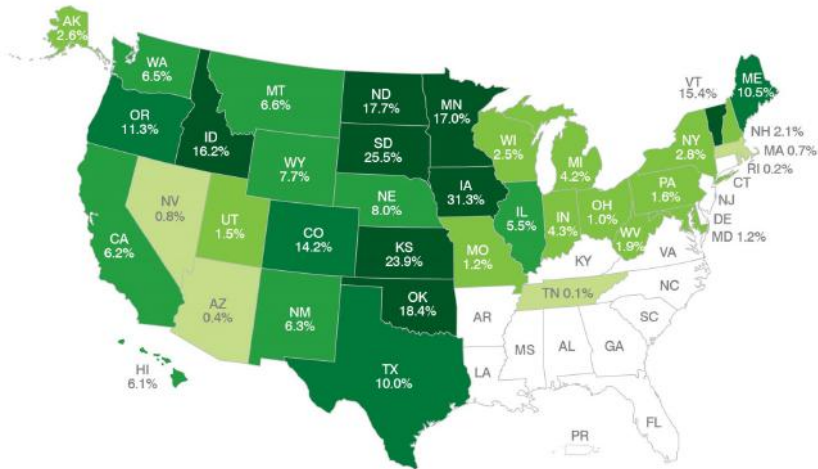 AK
2.6%
WA
6.5%
MT
6.6%
ND
17.7%
MN
17.0%
VT
15.4%
ME
10.5%
OR
11.3%
ID
16.2%
SD
25.5%
WI
2.5%
MI
4.2%
NY
2.8%
NH 2.1%
MA 0.7%
RI 0.2%
CT
WY
7.7%
IA
31.3%
NE
8.0%
PA
1.6%
NJ
NV
0.8%
UT
1.5%
CO
14.2%
IL
5.5%
IN
4.3%
OH
1.0%
WV
1.9%
DE
MD 1.2%
CA
6.2%
KS
23.9%
MO
1.2%
KY
VA
AZ
0.4%
NM
6.3%
OK
18.4%
TN 0.1%
NC
AR
SC
HI
6.1%
TX
10.0%
MS
AL
GA
LA
FL
PR